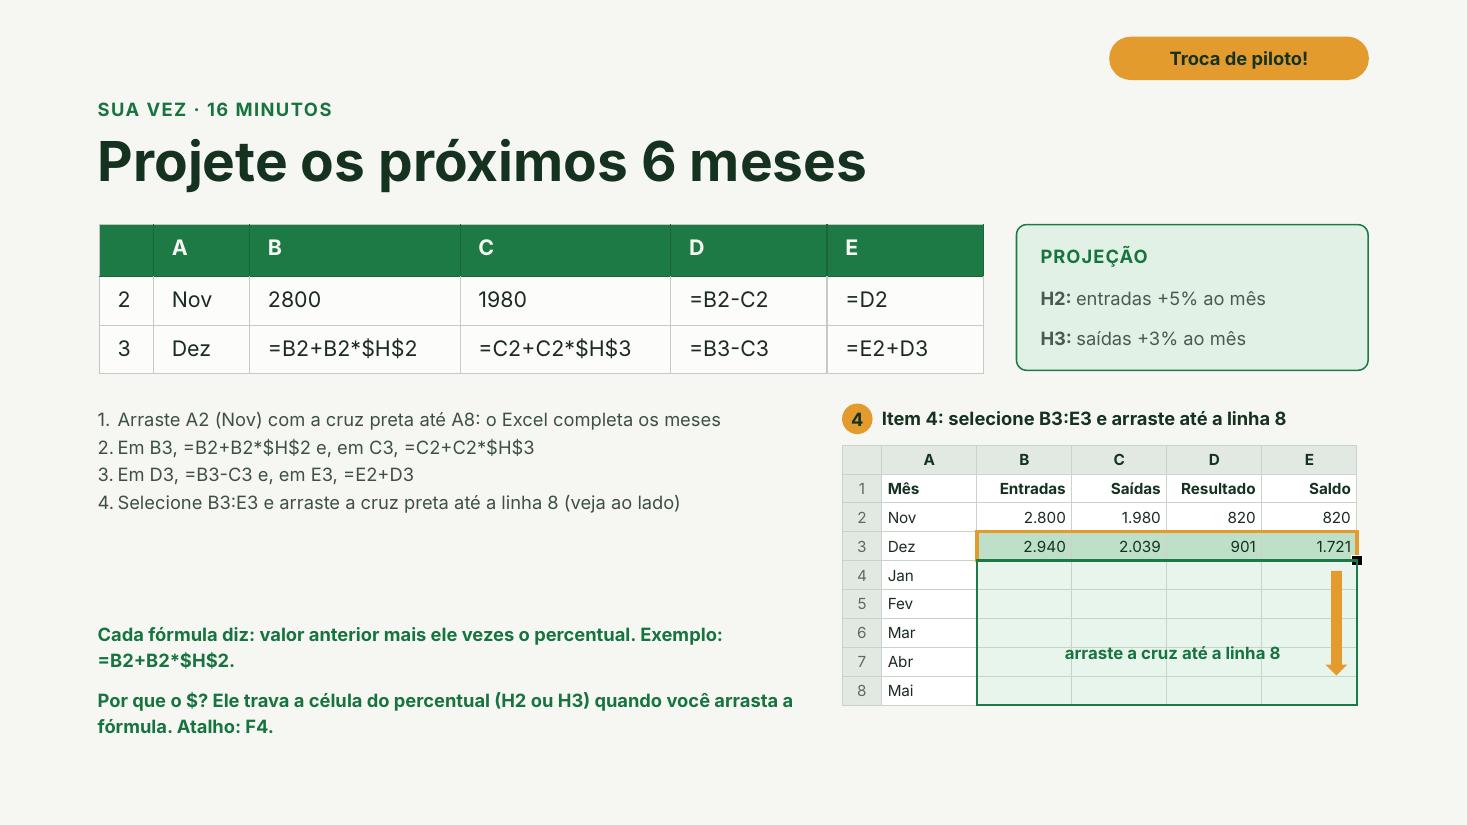 Troca de piloto!
SUA VEZ · 16 MINUTOS
Projete os próximos 6 meses
A B C D E
2 Nov 2800 1980 =B2-C2 =D2
3 Dez =B2+B2*$H$2 =C2+C2*$H$3 =B3-C3 =E2+D3
PROJEÇÃO
H2: entradas +5% ao mês
H3: saídas +3% ao mês
1. Arraste A2 (Nov) com a cruz preta até A8: o Excel completa os meses
2. Em B3, =B2+B2*$H$2 e, em C3, =C2+C2*$H$3
3. Em D3, =B3-C3 e, em E3, =E2+D3
4. Selecione B3:E3 e arraste a cruz preta até a linha 8 (veja ao lado)
Cada fórmula diz: valor anterior mais ele vezes o percentual. Exemplo:
=B2+B2*$H$2.
Por que o $? Ele trava a célula do percentual (H2 ou H3) quando você arrasta a
fórmula. Atalho: F4.
4 Item 4: selecione B3:E3 e arraste até a linha 8
A B C D E
1 Mês Entradas Saídas Resultado Saldo
2 Nov 2.800 1.980 820 820
3 Dez 2.940 2.039 901 1.721
4 Jan
5 Fev
6 Mar
7 Abr
arraste a cruz até a linha 8
8 Mai